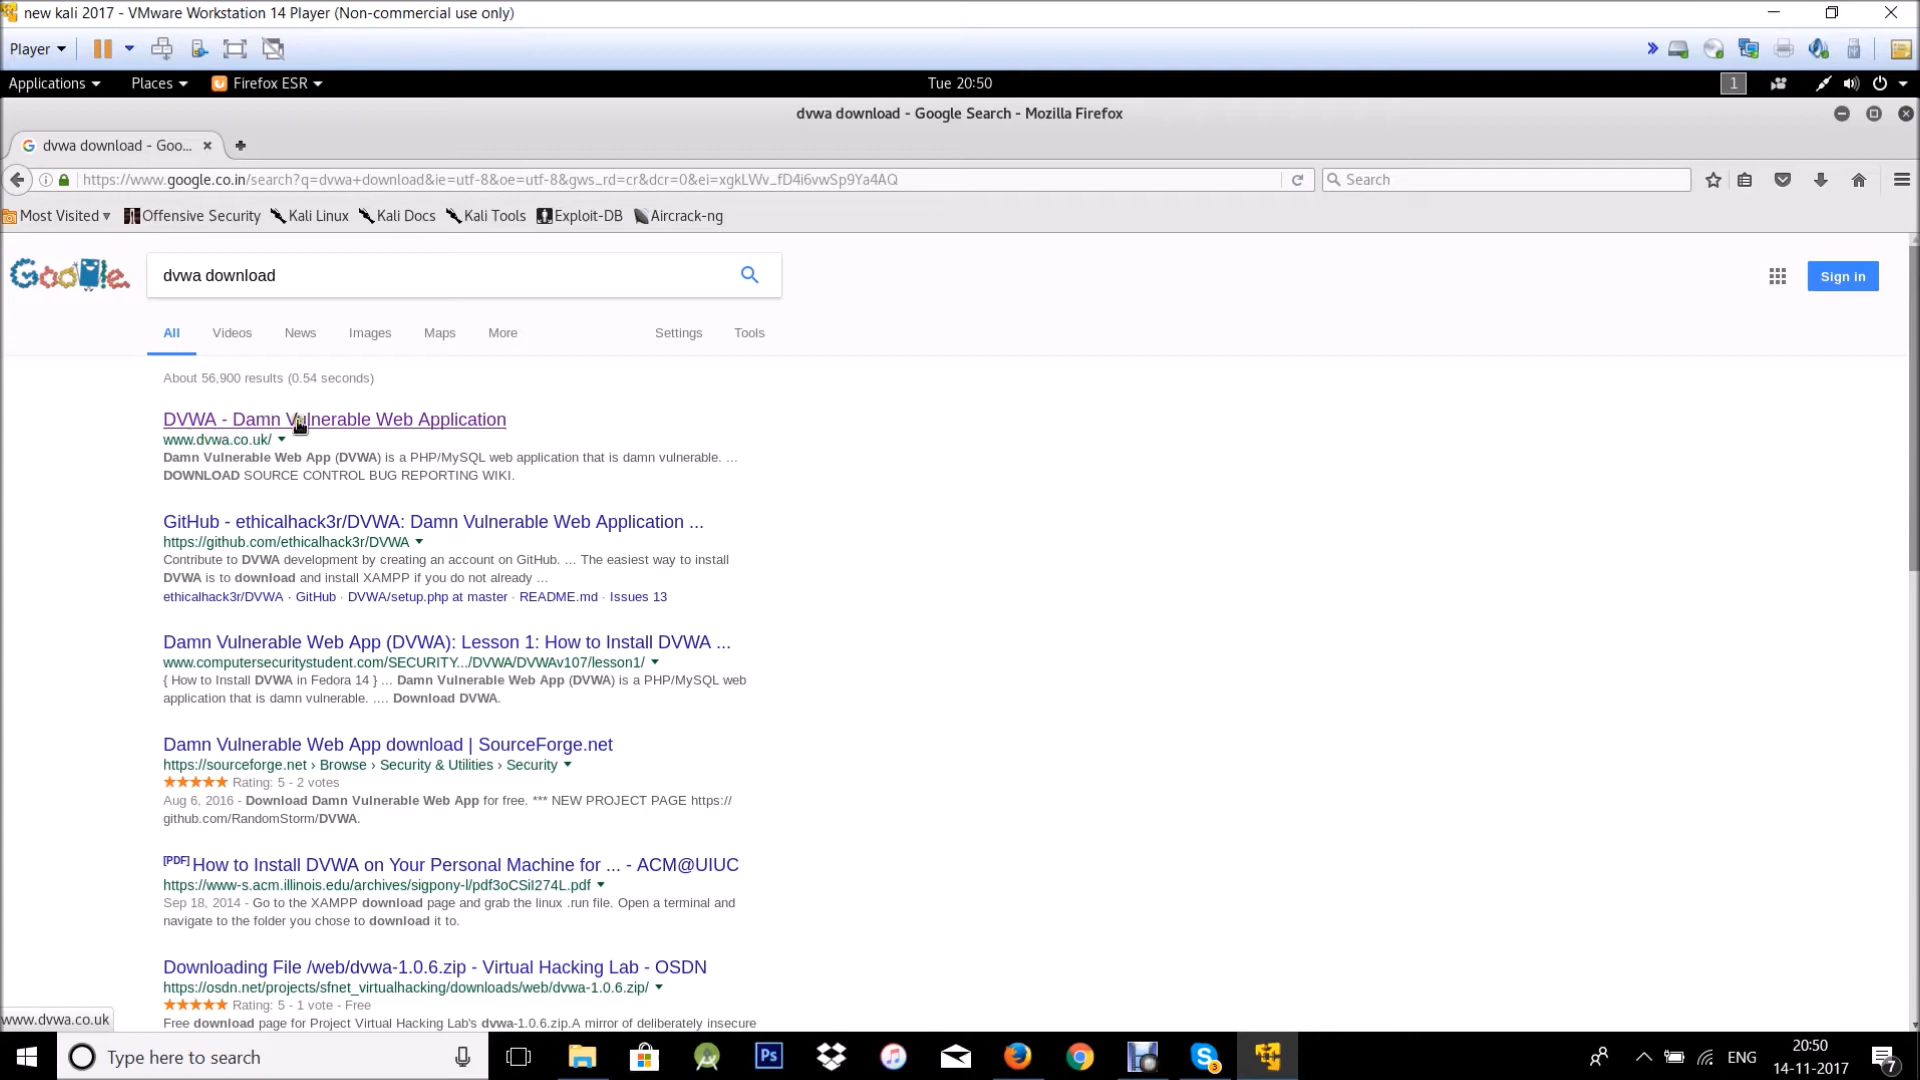 new kali 2017 - VMware Workstation 14 Player (Non-commercial use only)
Player
Applications Places Firefox ESR Tue 20:50 1
dvwa download - Google Search - Mozilla Firefox
dvwa download - Goo...
https://www.google.co.in/search?q=dvwa+download&ie=utf-8&oe=utf-8&gws_rd=cr&dcr=0&ei=xgkLWv_fD4i6vwSp9Ya4AQ Search
Most Visited Offensive Security Kali Linux Kali Docs Kali Tools Exploit-DB Aircrack-ng
Google dvwa download Sign in
All Videos News Images Maps More Settings Tools
About 56,900 results (0.54 seconds)
DVWA - Damn Vulnerable Web Application
www.dvwa.co.uk/
Damn Vulnerable Web App (DVWA) is a PHP/MySQL web application that is damn vulnerable. ...
DOWNLOAD SOURCE CONTROL BUG REPORTING WIKI.
GitHub - ethicalhack3r/DVWA: Damn Vulnerable Web Application ...
https://github.com/ethicalhack3r/DVWA
Contribute to DVWA development by creating an account on GitHub. ... The easiest way to install
DVWA is to download and install XAMPP if you do not already ...
ethicalhack3r/DVWA · GitHub · DVWA/setup.php at master · README.md · Issues 13
Damn Vulnerable Web App (DVWA): Lesson 1: How to Install DVWA ...
www.computersecuritystudent.com/SECURITY.../DVWA/DVWAv107/lesson1/
{ How to Install DVWA in Fedora 14 } ... Damn Vulnerable Web App (DVWA) is a PHP/MySQL web
application that is damn vulnerable. .... Download DVWA.
Damn Vulnerable Web App download | SourceForge.net
https://sourceforge.net › Browse › Security & Utilities › Security
Rating: 5 - 2 votes
Aug 6, 2016 - Download Damn Vulnerable Web App for free. *** NEW PROJECT PAGE https://
github.com/RandomStorm/DVWA.
[PDF] How to Install DVWA on Your Personal Machine for ... - ACM@UIUC
https://www-s.acm.illinois.edu/archives/sigpony-l/pdf3oCSiI274L.pdf
Sep 18, 2014 - Go to the XAMPP download page and grab the linux .run file. Open a terminal and
navigate to the folder you chose to download it to.
Downloading File /web/dvwa-1.0.6.zip - Virtual Hacking Lab - OSDN
https://osdn.net/projects/sfnet_virtualhacking/downloads/web/dvwa-1.0.6.zip/
Rating: 5 - 1 vote - Free
Free download page for Project Virtual Hacking Lab's dvwa-1.0.6.zip.A mirror of deliberately insecure
www.dvwa.co.uk
Type here to search Ps 3 ENG 20:50
14-11-2017 7